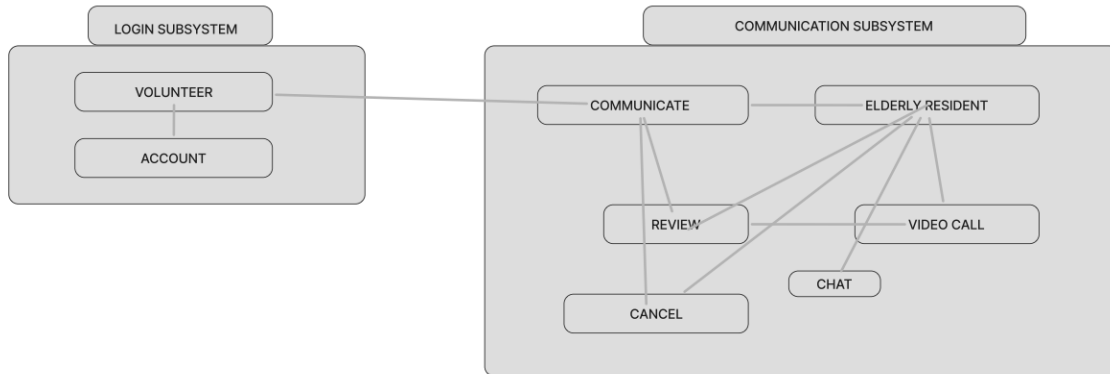 LOGIN SUBSYSTEM
VOLUNTEER
ACCOUNT
COMMUNICATION SUBSYSTEM
COMMUNICATE
ELDERLY RESIDENT
REVIEW
VIDEO CALL
CHAT
CANCEL